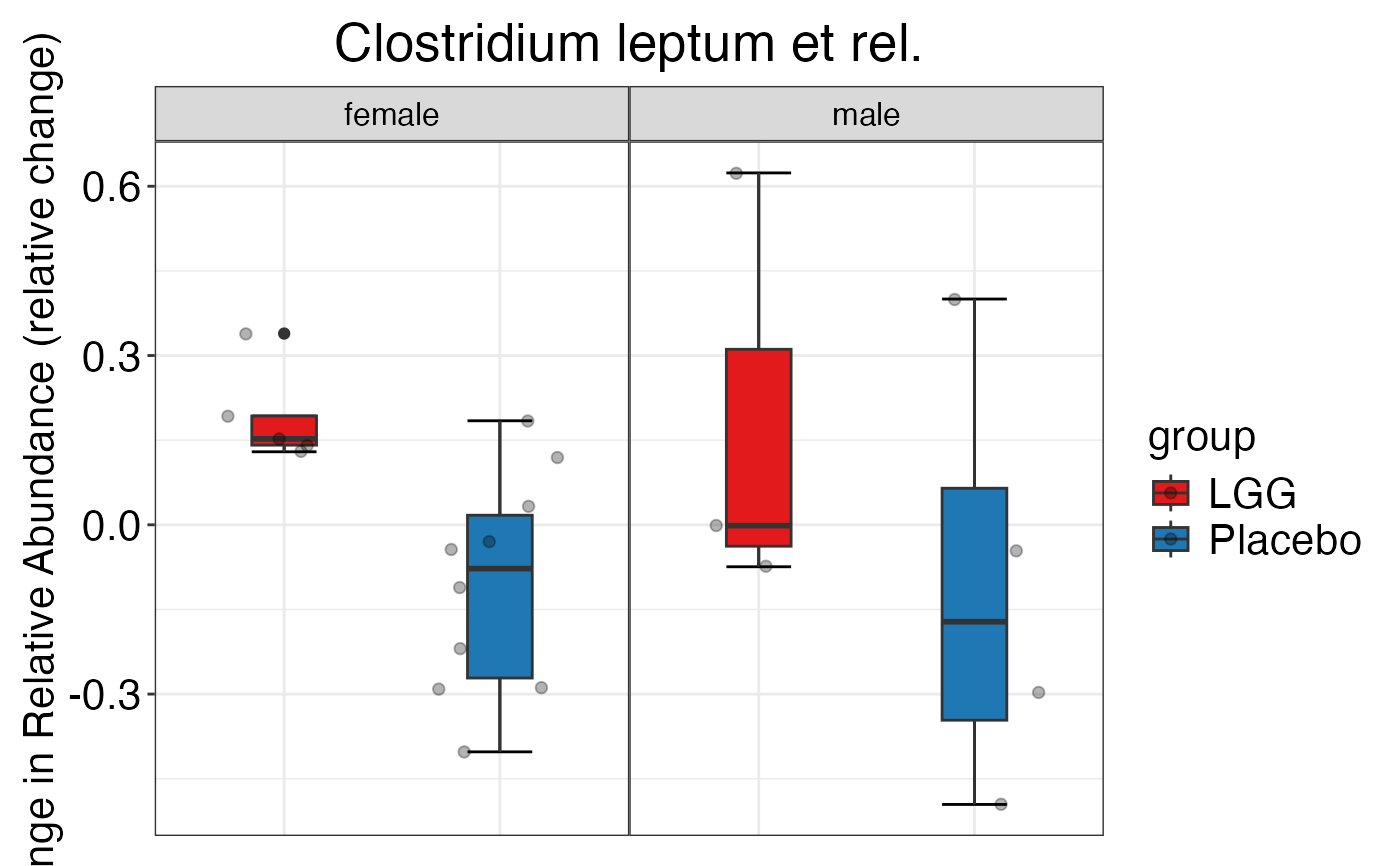 Clostridium leptum et rel.
female
male
nge in Relative Abundance (relative change)
0.6
0.3
0.0
-0.3
group
LGG
Placebo